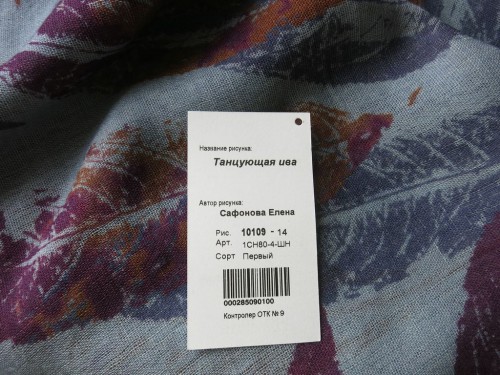 Название рисунка:
Танцующая ива
Автор рисунка:
Сафонова Елена
Рис. 10109 - 14
Арт. 1СН80-4-ШН
Сорт Первый
000285090100
Контролер ОТК № 9